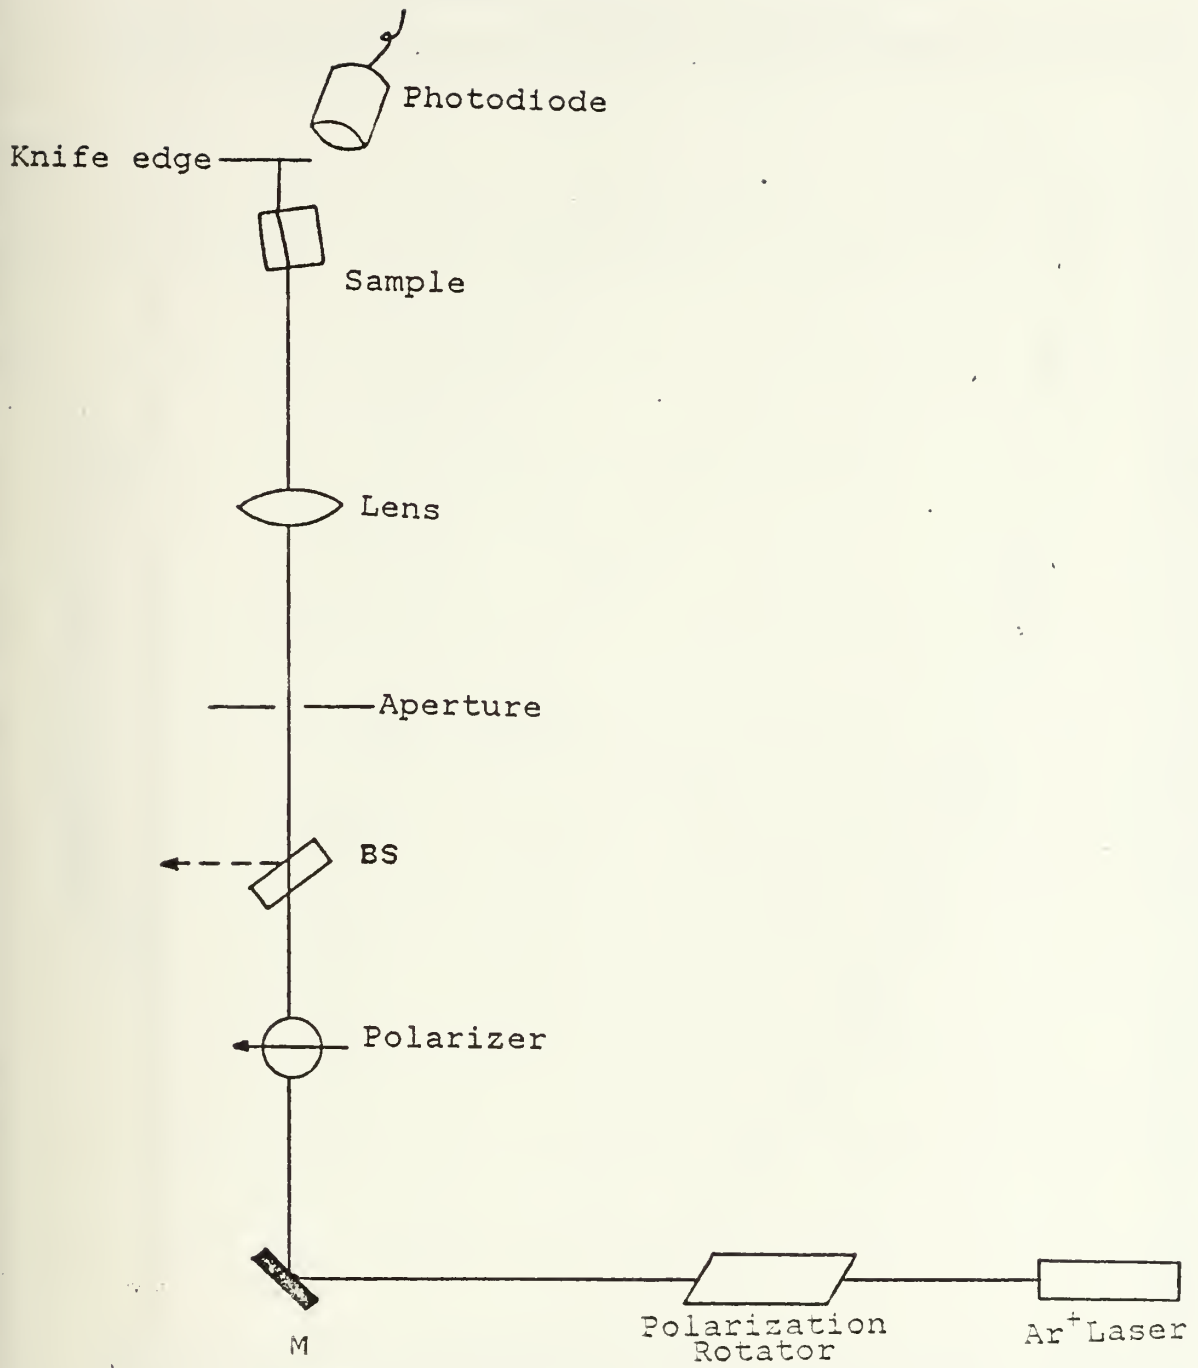 Photodiode
Knife edge
Sample
Lens
Aperture
BS
Polarizer
M
Polarization
Rotator
Ar+ Laser